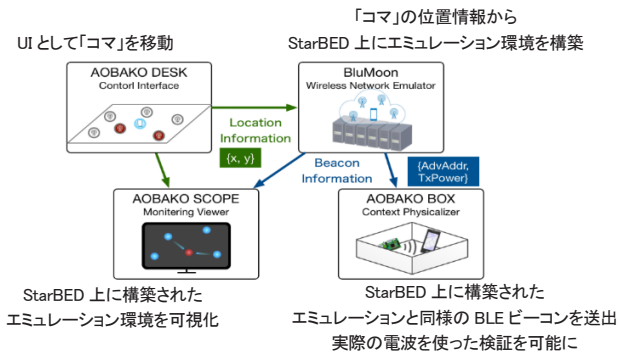 「コマ」の位置情報から
UI として「コマ」を移動
StarBED 上にエミュレーション環境を構築
AOBAKO DESK
Contorl Interface
BluMoon
Wireless Network Emulator
Location
Information
{x, y}
Beacon
Information
{AdvAddr,
TxPower}
AOBAKO SCOPE
Monitering Viewer
AOBAKO BOX
Context Physicalizer
StarBED 上に構築された
エミュレーション環境を可視化
StarBED 上に構築された
エミュレーションと同様の BLE ビーコンを送出
実際の電波を使った検証を可能に